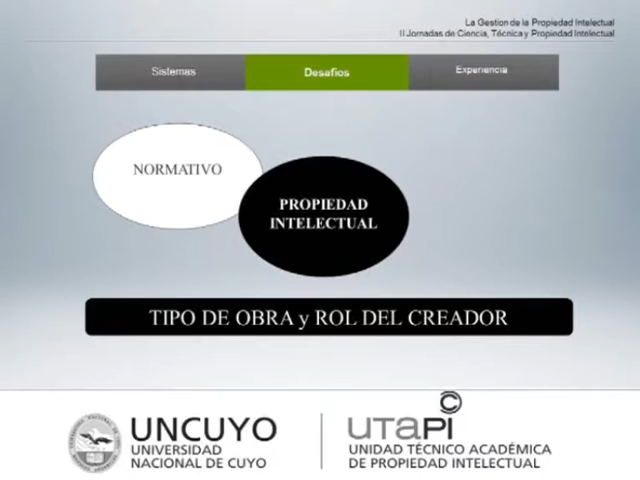 La Gestion de la Propiedad Intelectual
II Jornadas de Ciencia, Técnica y Propiedad Intelectual
Sistemas
Desafíos
Experiencia
NORMATIVO
PROPIEDAD
INTELECTUAL
TIPO DE OBRA y ROL DEL CREADOR
UNCUYO
UNIVERSIDAD
NACIONAL DE CUYO
C
UTAPI
UNIDAD TÉCNICO ACADÉMICA
DE PROPIEDAD INTELECTUAL